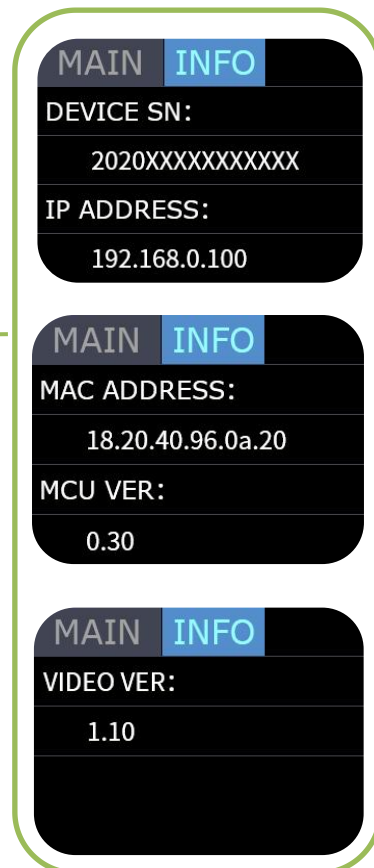 MAIN INFO
DEVICE SN:
2020XXXXXXXXXXX
IP ADDRESS:
192.168.0.100
MAIN INFO
MAC ADDRESS:
18.20.40.96.0a.20
MCU VER:
0.30
MAIN INFO
VIDEO VER:
1.10